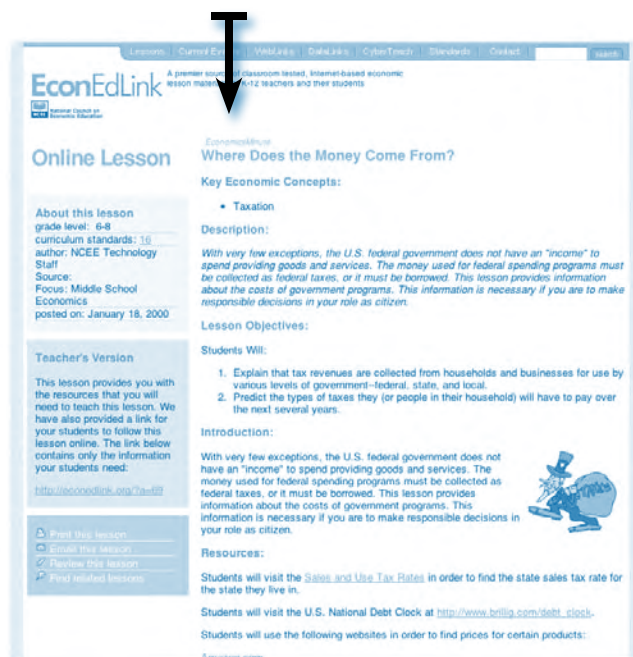 Lessons Current Events WebLinks DataLinks CyberTeach Standards Contact search
EconEdLink
A premier source of classroom tested, Internet-based economic
lesson materials K-12 teachers and their students
NCEE National Council on
Economic Education
Online Lesson
About this lesson
grade level: 6-8
curriculum standards: 16
author: NCEE Technology
Staff
Source:
Focus: Middle School
Economics
posted on: January 18, 2000
Teacher's Version
This lesson provides you with
the resources that you will
need to teach this lesson. We
have also provided a link for
your students to follow this
lesson online. The link below
contains only the information
your students need:
http://econedlink.org/?a=69
Print this lesson
Email this lesson
Review this lesson
Find related lessons
EconomicsMinute
Where Does the Money Come From?
Key Economic Concepts:
• Taxation
Description:
With very few exceptions, the U.S. federal government does not have an "income" to
spend providing goods and services. The money used for federal spending programs must
be collected as federal taxes, or it must be borrowed. This lesson provides information
about the costs of government programs. This information is necessary if you are to make
responsible decisions in your role as citizen.
Lesson Objectives:
Students Will:
1. Explain that tax revenues are collected from households and businesses for use by
various levels of government--federal, state, and local.
2. Predict the types of taxes they (or people in their household) will have to pay over
the next several years.
Introduction:
With very few exceptions, the U.S. federal government does not
have an "income" to spend providing goods and services. The
money used for federal spending programs must be collected as
federal taxes, or it must be borrowed. This lesson provides
information about the costs of government programs. This
information is necessary if you are to make responsible decisions in
your role as citizen.
Resources:
Students will visit the Sales and Use Tax Rates in order to find the state sales tax rate for
the state they live in.
Students will visit the U.S. National Debt Clock at http://www.brillig.com/debt_clock.
Students will use the following websites in order to find prices for certain products: